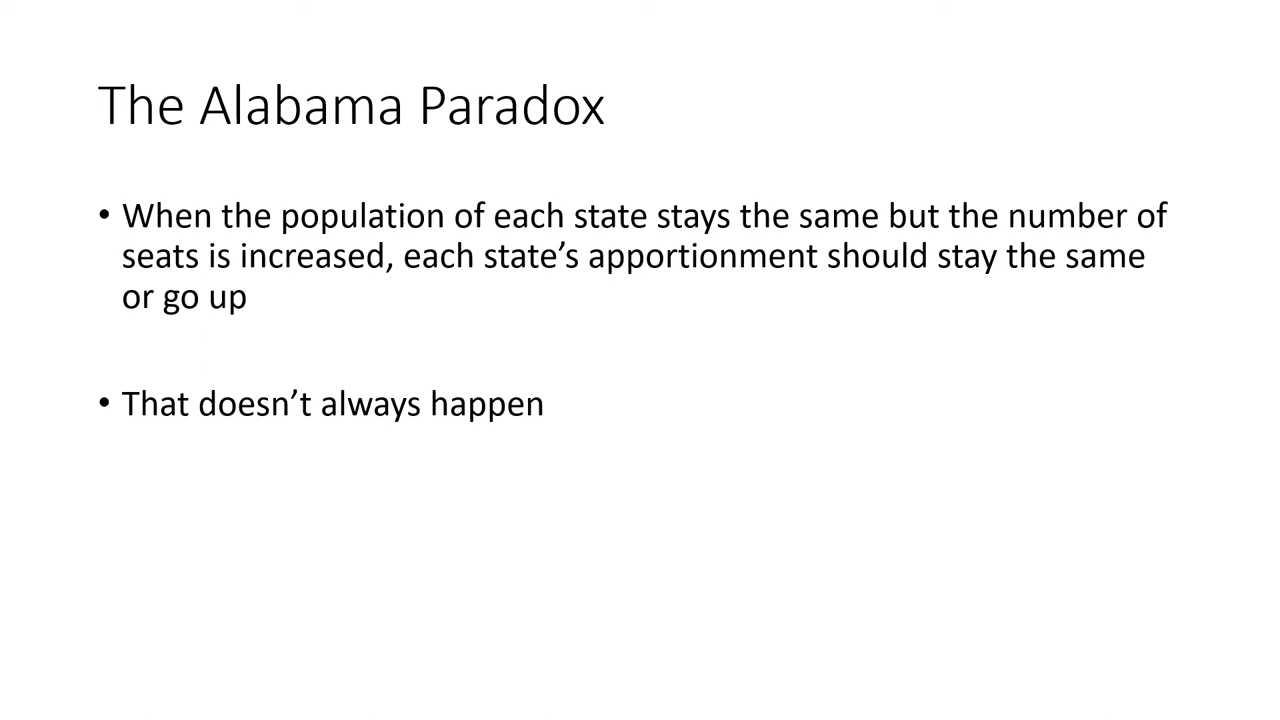 The Alabama Paradox
• When the population of each state stays the same but the number of
seats is increased, each state’s apportionment should stay the same
or go up
• That doesn’t always happen